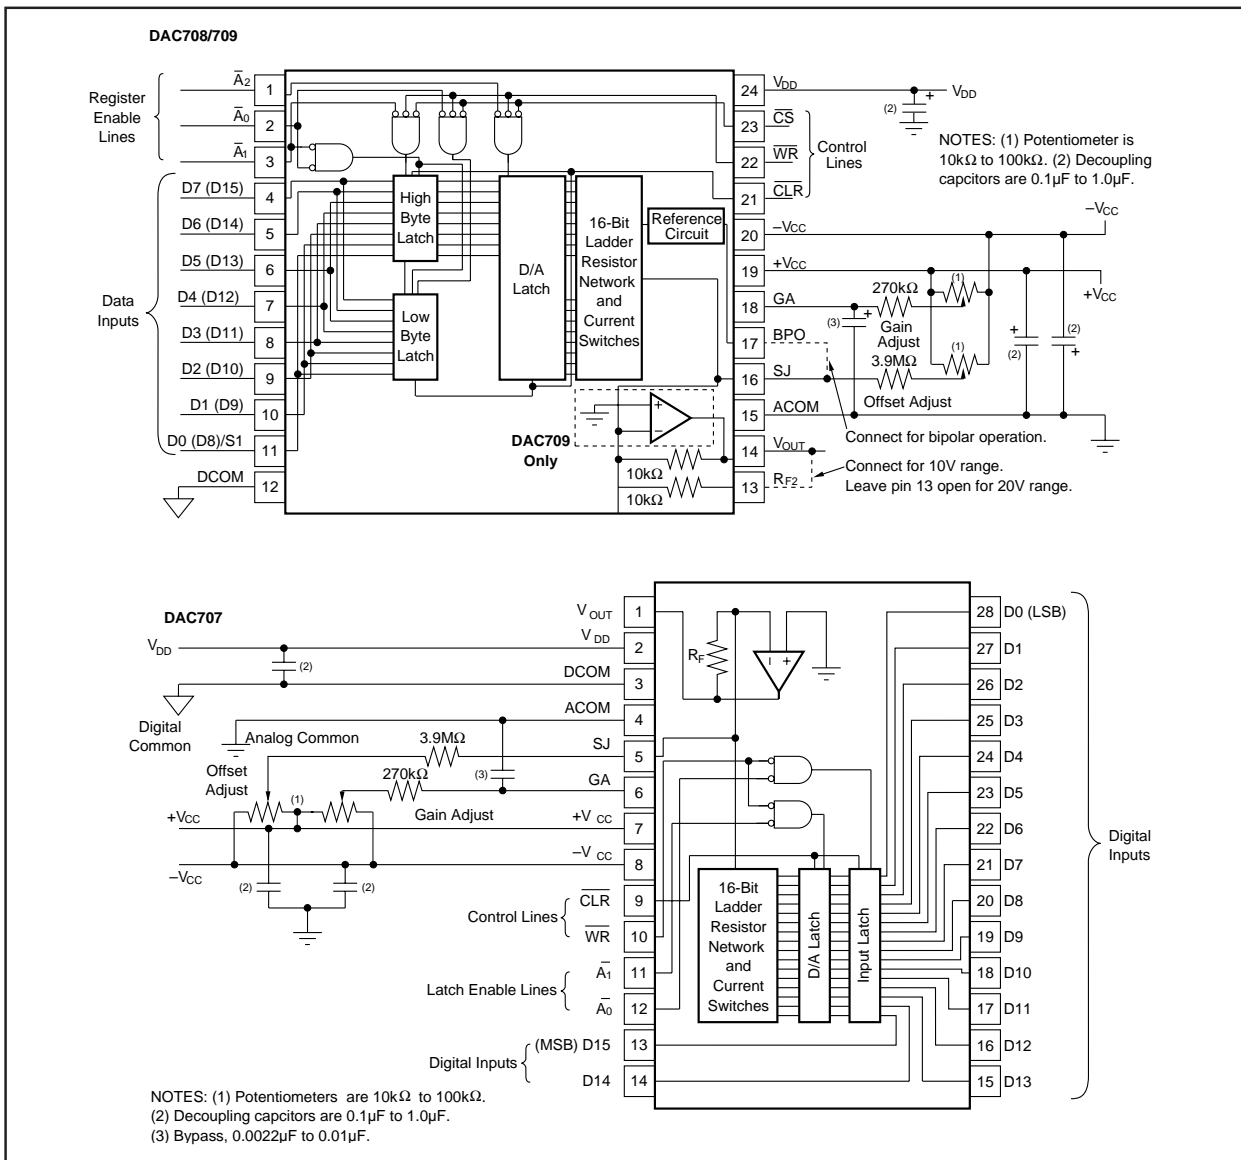 DAC708/709
Register
Enable
Lines
A̅2
1
A̅0
2
A̅1
3
Data
Inputs
D7 (D15)
4
D6 (D14)
5
D5 (D13)
6
D4 (D12)
7
D3 (D11)
8
D2 (D10)
9
D1 (D9)
10
D0 (D8)/S1
11
DCOM
12
High
Byte
Latch
Low
Byte
Latch
D/A
Latch
16-Bit
Ladder
Resistor
Network
and
Current
Switches
Reference
Circuit
DAC709
Only
+
–
10kΩ
10kΩ
24
VDD
(2)
+
VDD
23
C̅S̅
22
W̅R̅
21
C̅L̅R̅
Control
Lines
NOTES: (1) Potentiometer is
10kΩ to 100kΩ. (2) Decoupling
capcitors are 0.1µF to 1.0µF.
20
–VCC
–VCC
19
+VCC
+VCC
18
GA
270kΩ
(1)
(3)
+
Gain
Adjust
17
BPO
3.9MΩ
(1)
+
(2)
(2)
+
16
SJ
Offset Adjust
15
ACOM
Connect for bipolar operation.
14
VOUT
Connect for 10V range.
13
RF2
Leave pin 13 open for 20V range.
DAC707
VOUT
1
VDD
VDD
2
(2)
DCOM
3
Digital
Common
ACOM
4
Analog Common
3.9MΩ
SJ
5
Offset
Adjust
270kΩ
(3)
GA
6
(1)
Gain Adjust
+VCC
+VCC
7
–VCC
–VCC
8
(2)
(2)
Control Lines
C̅L̅R̅
9
W̅R̅
10
Latch Enable Lines
A̅1
11
A̅0
12
Digital Inputs
(MSB) D15
13
D14
14
RF
–
+
16-Bit
Ladder
Resistor
Network
and
Current
Switches
D/A Latch
Input Latch
28
D0 (LSB)
27
D1
26
D2
25
D3
24
D4
23
D5
22
D6
21
D7
20
D8
19
D9
18
D10
17
D11
16
D12
15
D13
Digital
Inputs
NOTES: (1) Potentiometers are 10kΩ to 100kΩ.
(2) Decoupling capcitors are 0.1µF to 1.0µF.
(3) Bypass, 0.0022µF to 0.01µF.